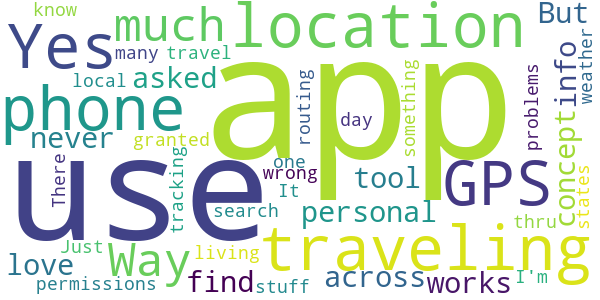 know
much
location
But
Yes
many
travel
app
info
weather
local
asked
phone
routing
something
problems
never
granted
day
concept
use
There
tracking
one
wrong
It
GPS
tool
states
search
personal
thru
Just
Way
living
traveling
love
find
across
works
I'm
permissions
stuff